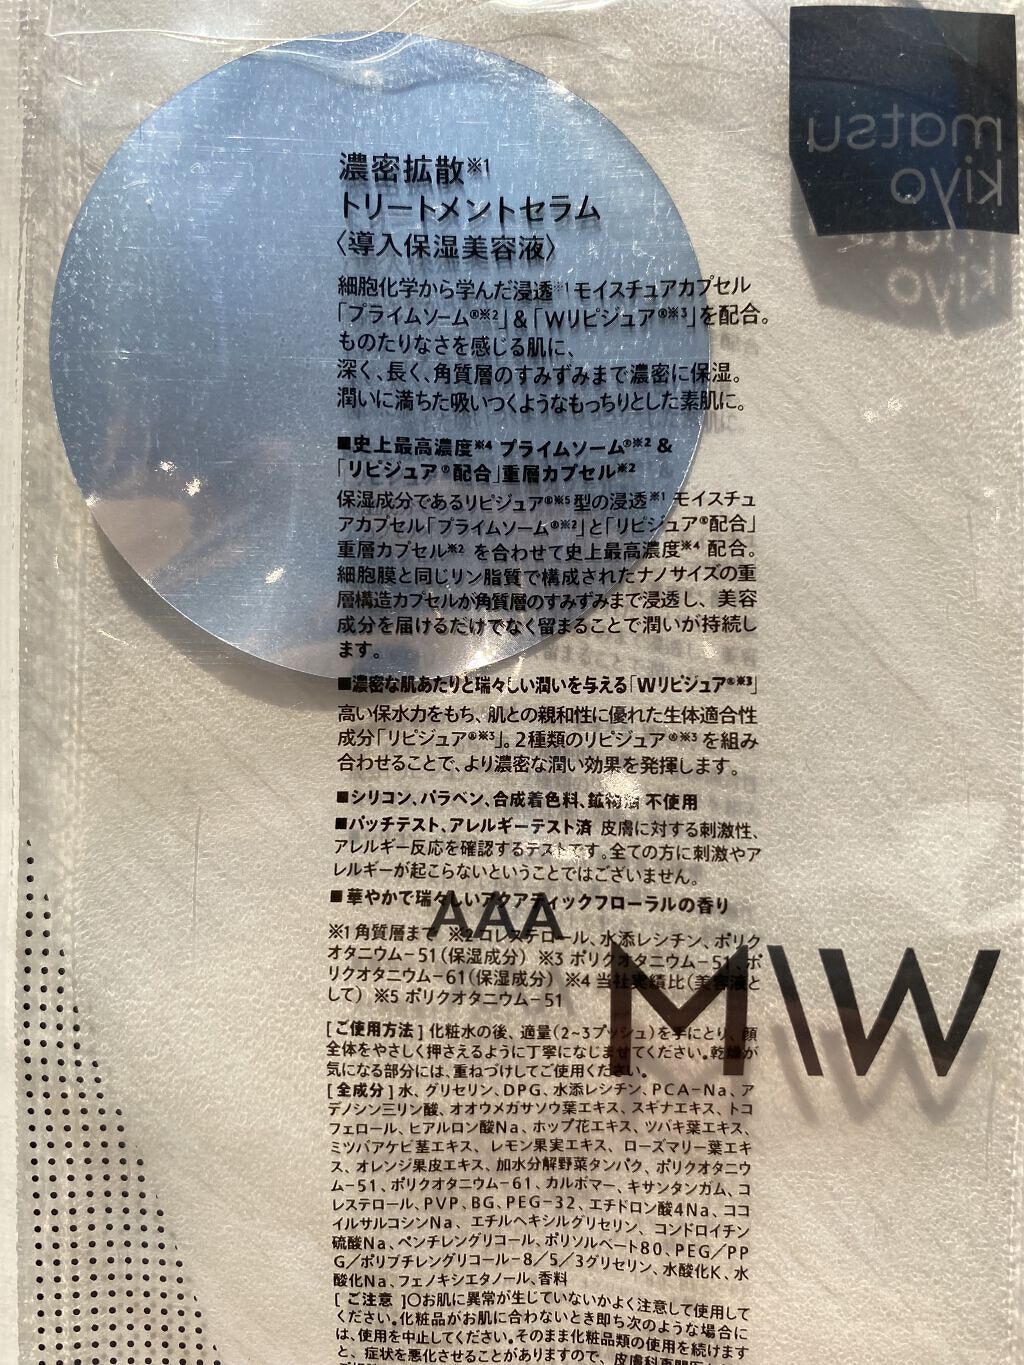 matsu
kiyo
濃密拡散※1
トリートメントセラム
〈導入保湿美容液〉
細胞化学から学んだ浸透※1モイスチュアカプセル
「プライムソーム®※2」&「Wリピジュア®※3」を配合。
ものたりなさを感じる肌に、
深く、長く、角質層のすみずみまで濃密に保湿。
潤いに満ちた吸いつくようなもっちりとした素肌に。
■史上最高濃度※4 プライムソーム®※2 &
「リピジュア®配合」重層カプセル※2
保湿成分であるリピジュア®※5型の浸透※1 モイスチュ
アカプセル「プライムソーム®※2」と「リピジュア®配合」
重層カプセル※2 を合わせて史上最高濃度※4 配合。
細胞膜と同じリン脂質で構成されたナノサイズの重
層構造カプセルが角質層のすみずみまで浸透し、美容
成分を届けるだけでなく留まることで潤いが持続し
ます。
■濃密な肌あたりと瑞々しい潤いを与える「Wリピジュア®※3」
高い保水力をもち、肌との親和性に優れた生体適合性
成分「リピジュア®※3」。2種類のリピジュア®※3を組み
合わせることで、より濃密な潤い効果を発揮します。
■シリコン、パラベン、合成着色料、鉱物油 不使用
■パッチテスト、アレルギーテスト済 皮膚に対する刺激性、
アレルギー反応を確認するテストです。全ての方に刺激やア
レルギーが起こらないということではございません。
■華やかで瑞々しいアクアティックフローラルの香り
※1 角質層まで ※2 コレステロール、水添レシチン、ポリク
オタニウム-51(保湿成分) ※3 ポリクオタニウム-51、ポ
リクオタニウム-61(保湿成分) ※4 当社実績比(美容液と
して) ※5 ポリクオタニウム-51
[ご使用方法] 化粧水の後、適量(2~3プッシュ)を手にとり、顔
全体をやさしく押さえるように丁寧になじませてください。乾燥が
気になる部分には、重ねづけしてご使用ください。
[全成分] 水、グリセリン、DPG、水添レシチン、PCA-Na、ア
デノシン三リン酸、オオウメガサソウ葉エキス、スギナエキス、トコ
フェロール、ヒアルロン酸Na、ホップ花エキス、ツバキ葉エキス、
ミツバアケビ茎エキス、レモン果実エキス、ローズマリー葉エキ
ス、オレンジ果皮エキス、加水分解野菜タンパク、ポリクオタニウ
ム-51、ポリクオタニウム-61、カルボマー、キサンタンガム、コ
レステロール、PVP、BG、PEG-32、エチドロン酸4Na、ココ
イルサルコシンNa、エチルヘキシルグリセリン、コンドロイチン
硫酸Na、ペンチレングリコール、ポリソルベート80、PEG/PP
G/ポリブチレングリコール-8/5/3グリセリン、水酸化K、水
酸化Na、フェノキシエタノール、香料
[ご注意]○お肌に異常が生じていないかよく注意して使用して
ください。化粧品がお肌に合わないとき即ち次のような場合に
は、使用を中止してください。そのまま化粧品類の使用を続けます
と、症状を悪化させることがありますので、皮膚科専門医
AAA
WIM